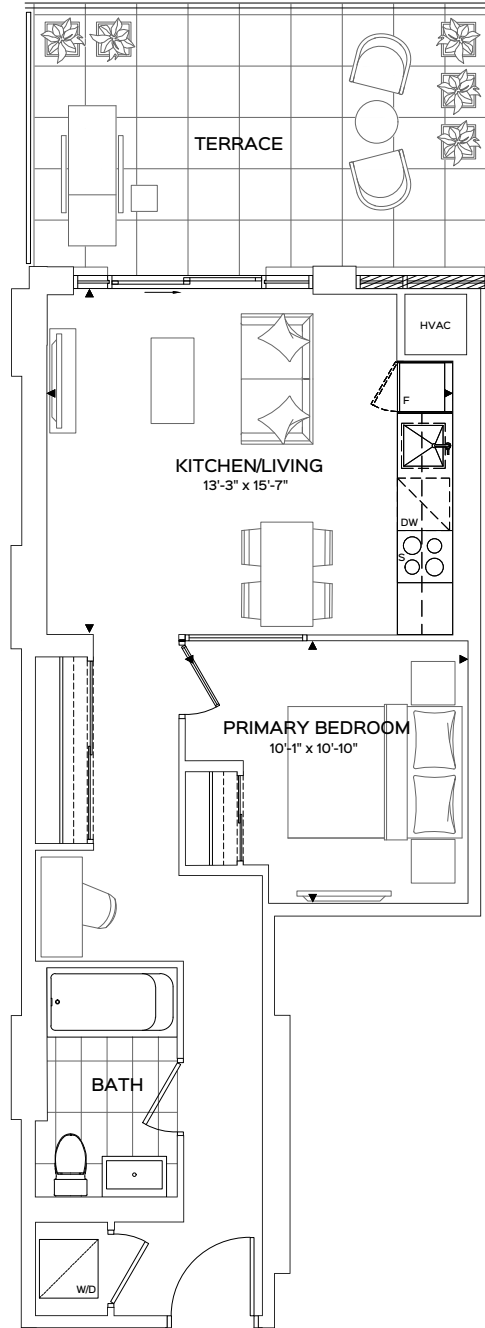 TERRACE
HVAC
F
KITCHEN/LIVING
13'-3" x 15'-7"
DW
S
PRIMARY BEDROOM
10'-1" x 10'-10"
BATH
W/D